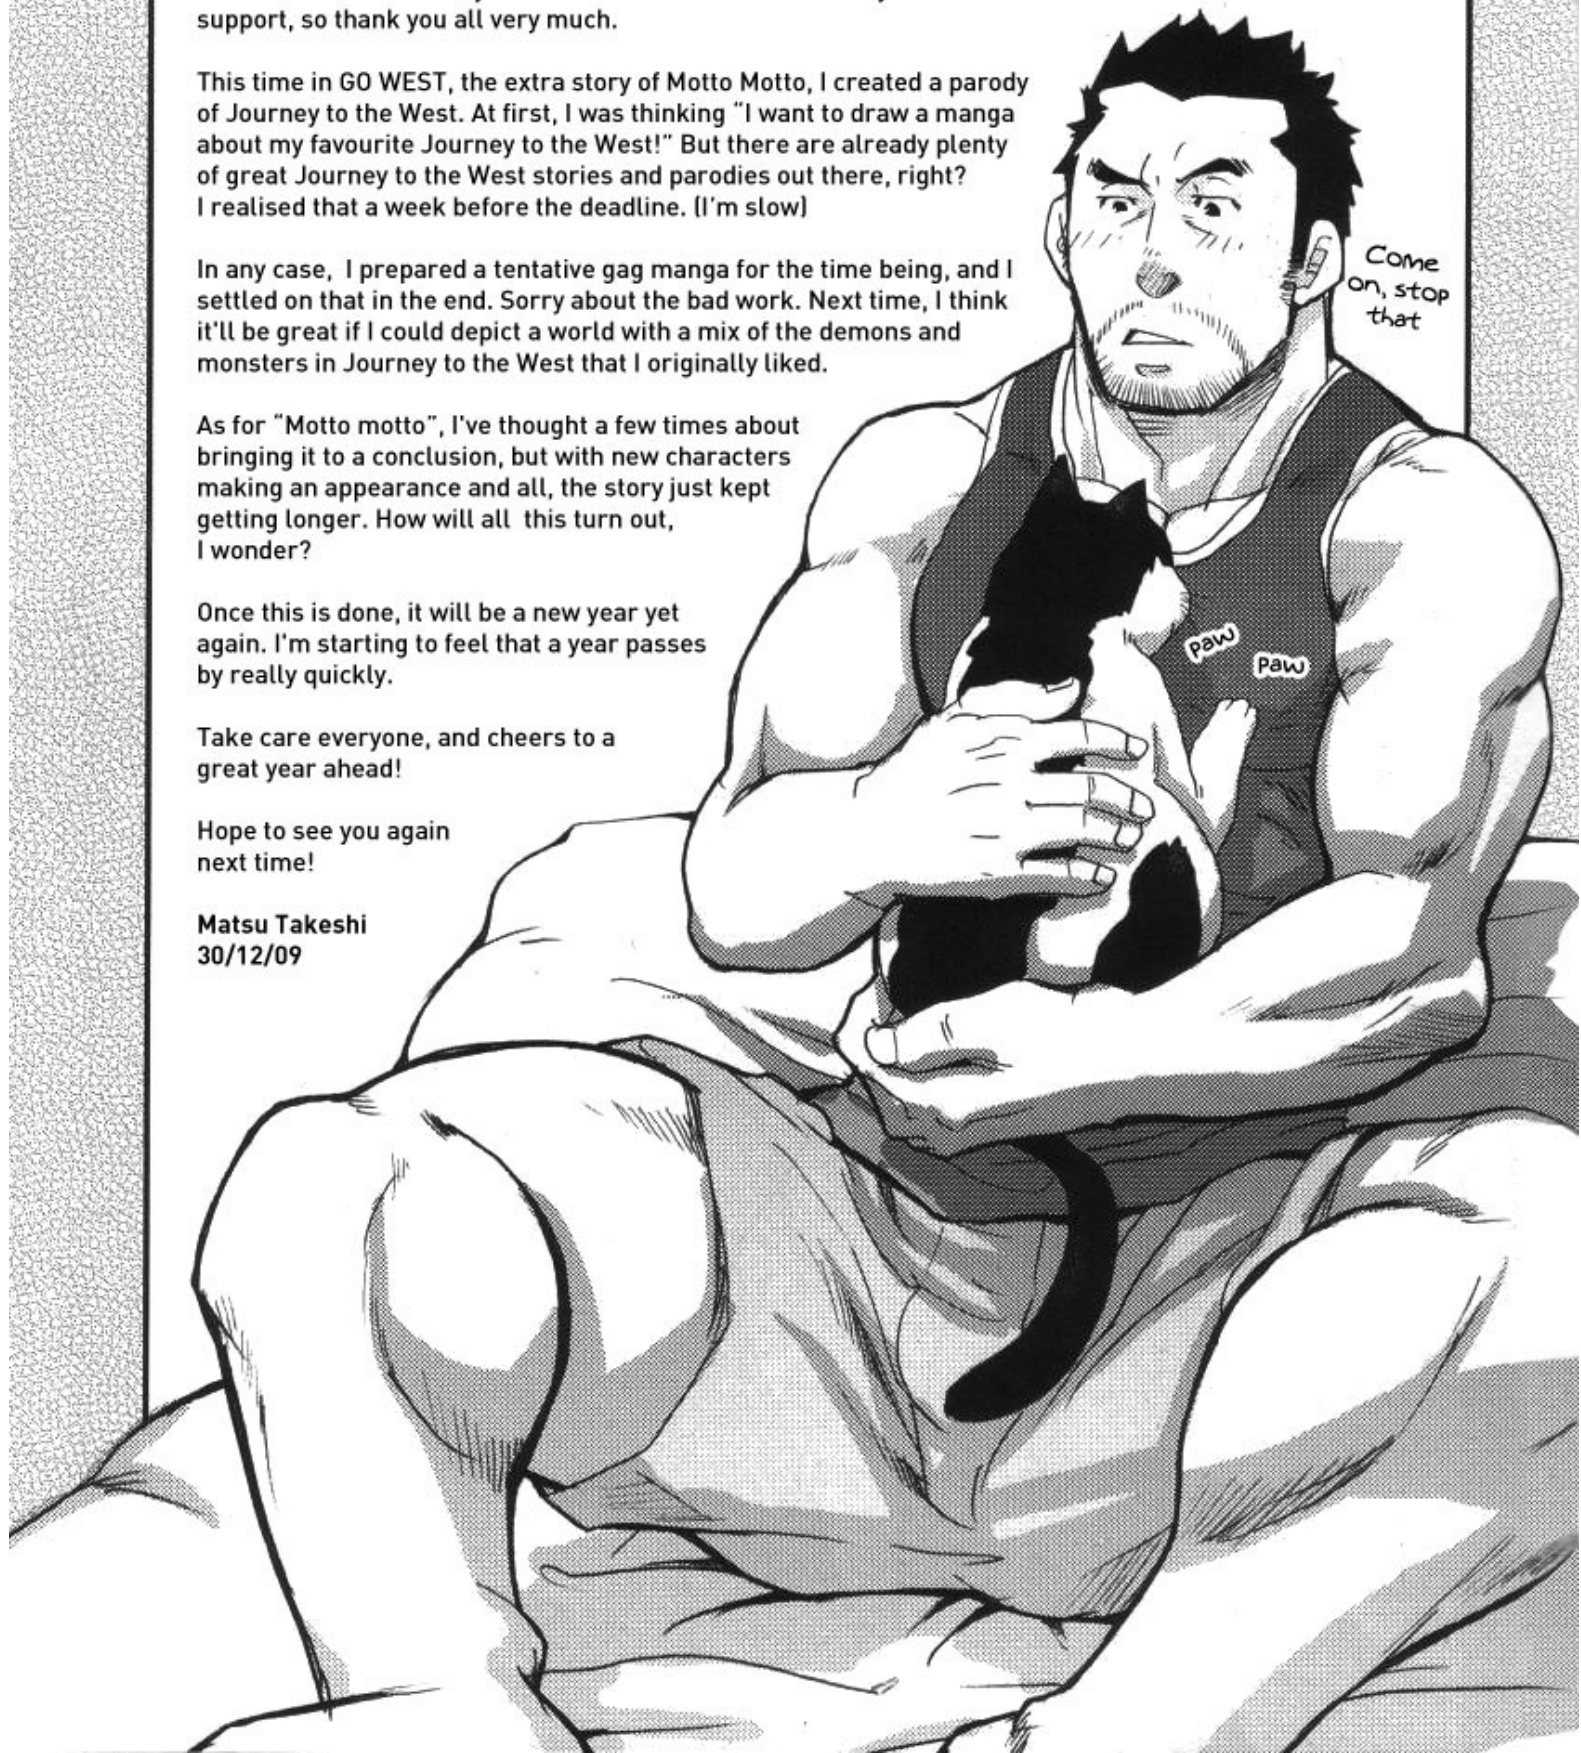 support, so thank you all very much.
This time in GO WEST, the extra story of Motto Motto, I created a parody
of Journey to the West. At first, I was thinking “I want to draw a manga
about my favourite Journey to the West!” But there are already plenty
of great Journey to the West stories and parodies out there, right?
I realised that a week before the deadline. (I'm slow)
In any case, I prepared a tentative gag manga for the time being, and I
settled on that in the end. Sorry about the bad work. Next time, I think
it'll be great if I could depict a world with a mix of the demons and
monsters in Journey to the West that I originally liked.
As for “Motto motto”, I've thought a few times about
bringing it to a conclusion, but with new characters
making an appearance and all, the story just kept
getting longer. How will all this turn out,
I wonder?
Once this is done, it will be a new year yet
again. I'm starting to feel that a year passes
by really quickly.
Take care everyone, and cheers to a
great year ahead!
Hope to see you again
next time!
Matsu Takeshi
30/12/09
Come
on, stop
that
paw
paw